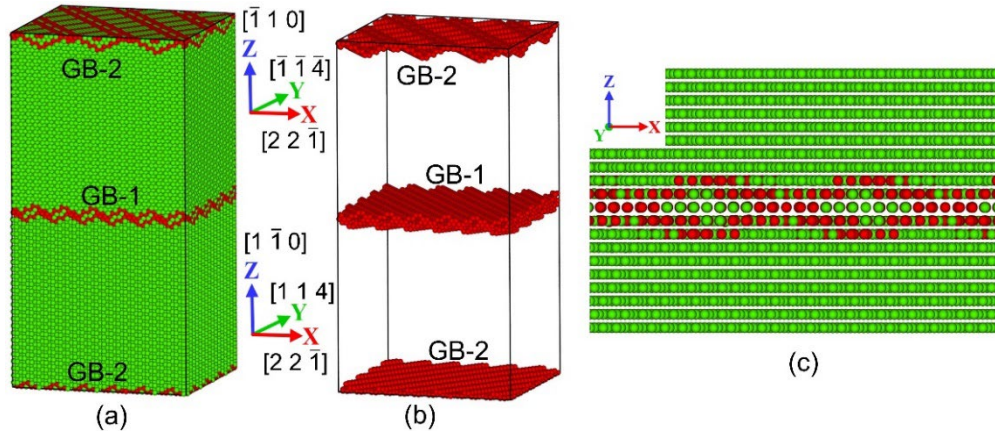 GB-2
GB-1
GB-2
(a)
[1̅ 1 0]
Z
[1̅ 1̅ 4̅]
Y
X
[2 2 1̅]
[1 1̅ 0]
Z
[1 1 4]
Y
X
[2 2 1̅]
GB-2
GB-1
GB-2
(b)
Z
Y
X
(c)